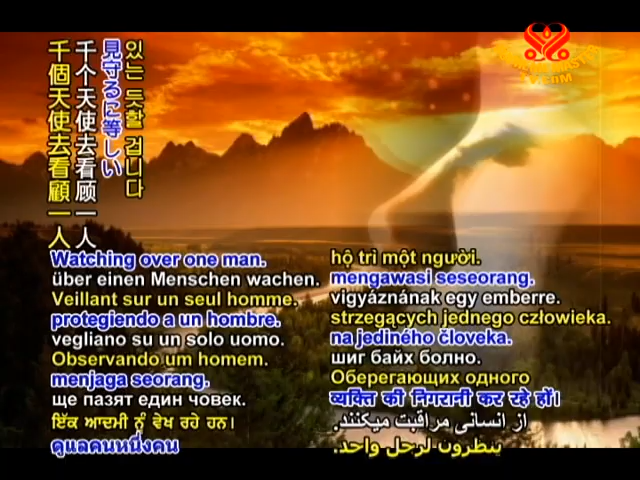 있는 듯할 겁니다
見守るに等しい
千个天使去看顾一人
千個天使去看顧一人
Watching over one man.
über einen Menschen wachen.
Veillant sur un seul homme.
protegiendo a un hombre.
vegliano su un solo uomo.
Observando um homem.
menjaga seorang.
ще пазят един човек.
ਇੱਕ ਆਦਮੀ ਨੂੰ ਵੇਖ ਰਹੇ ਹਨ।
ดูแลคนหนึ่งคน
hộ trì một người.
mengawasi seseorang.
vigyáznának egy emberre.
strzegących jednego człowieka.
na jediného človeka.
шиг байх болно.
Оберегающих одного
व्यक्ति की निगरानी कर रहे हों।
از انسانی مراقبت میکنند.
ينظرون لرجل واحد.